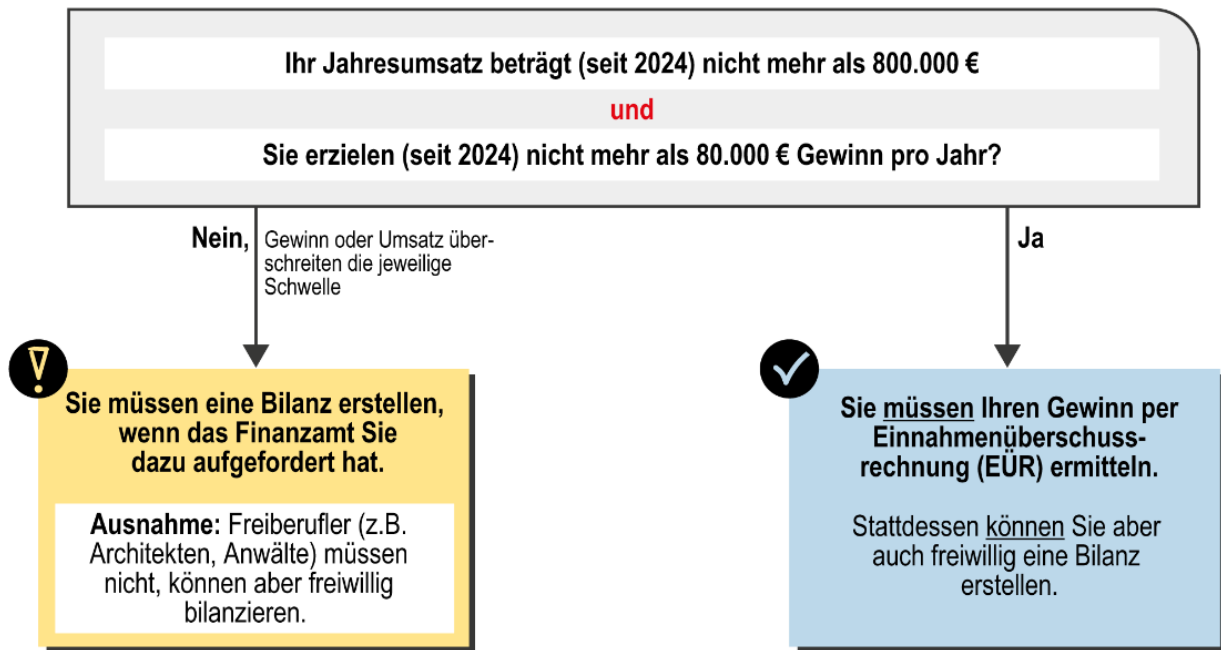 Ihr Jahresumsatz beträgt (seit 2024) nicht mehr als 800.000 €
und
Sie erzielen (seit 2024) nicht mehr als 80.000 € Gewinn pro Jahr?
Nein,
Gewinn oder Umsatz über-
schreiten die jeweilige
Schwelle
Ja
Sie müssen eine Bilanz erstellen,
wenn das Finanzamt Sie
dazu aufgefordert hat.
Ausnahme: Freiberufler (z.B.
Architekten, Anwälte) müssen
nicht, können aber freiwillig
bilanzieren.
Sie müssen Ihren Gewinn per
Einnahmenüberschuss-
rechnung (EÜR) ermitteln.
Stattdessen können Sie aber
auch freiwillig eine Bilanz
erstellen.